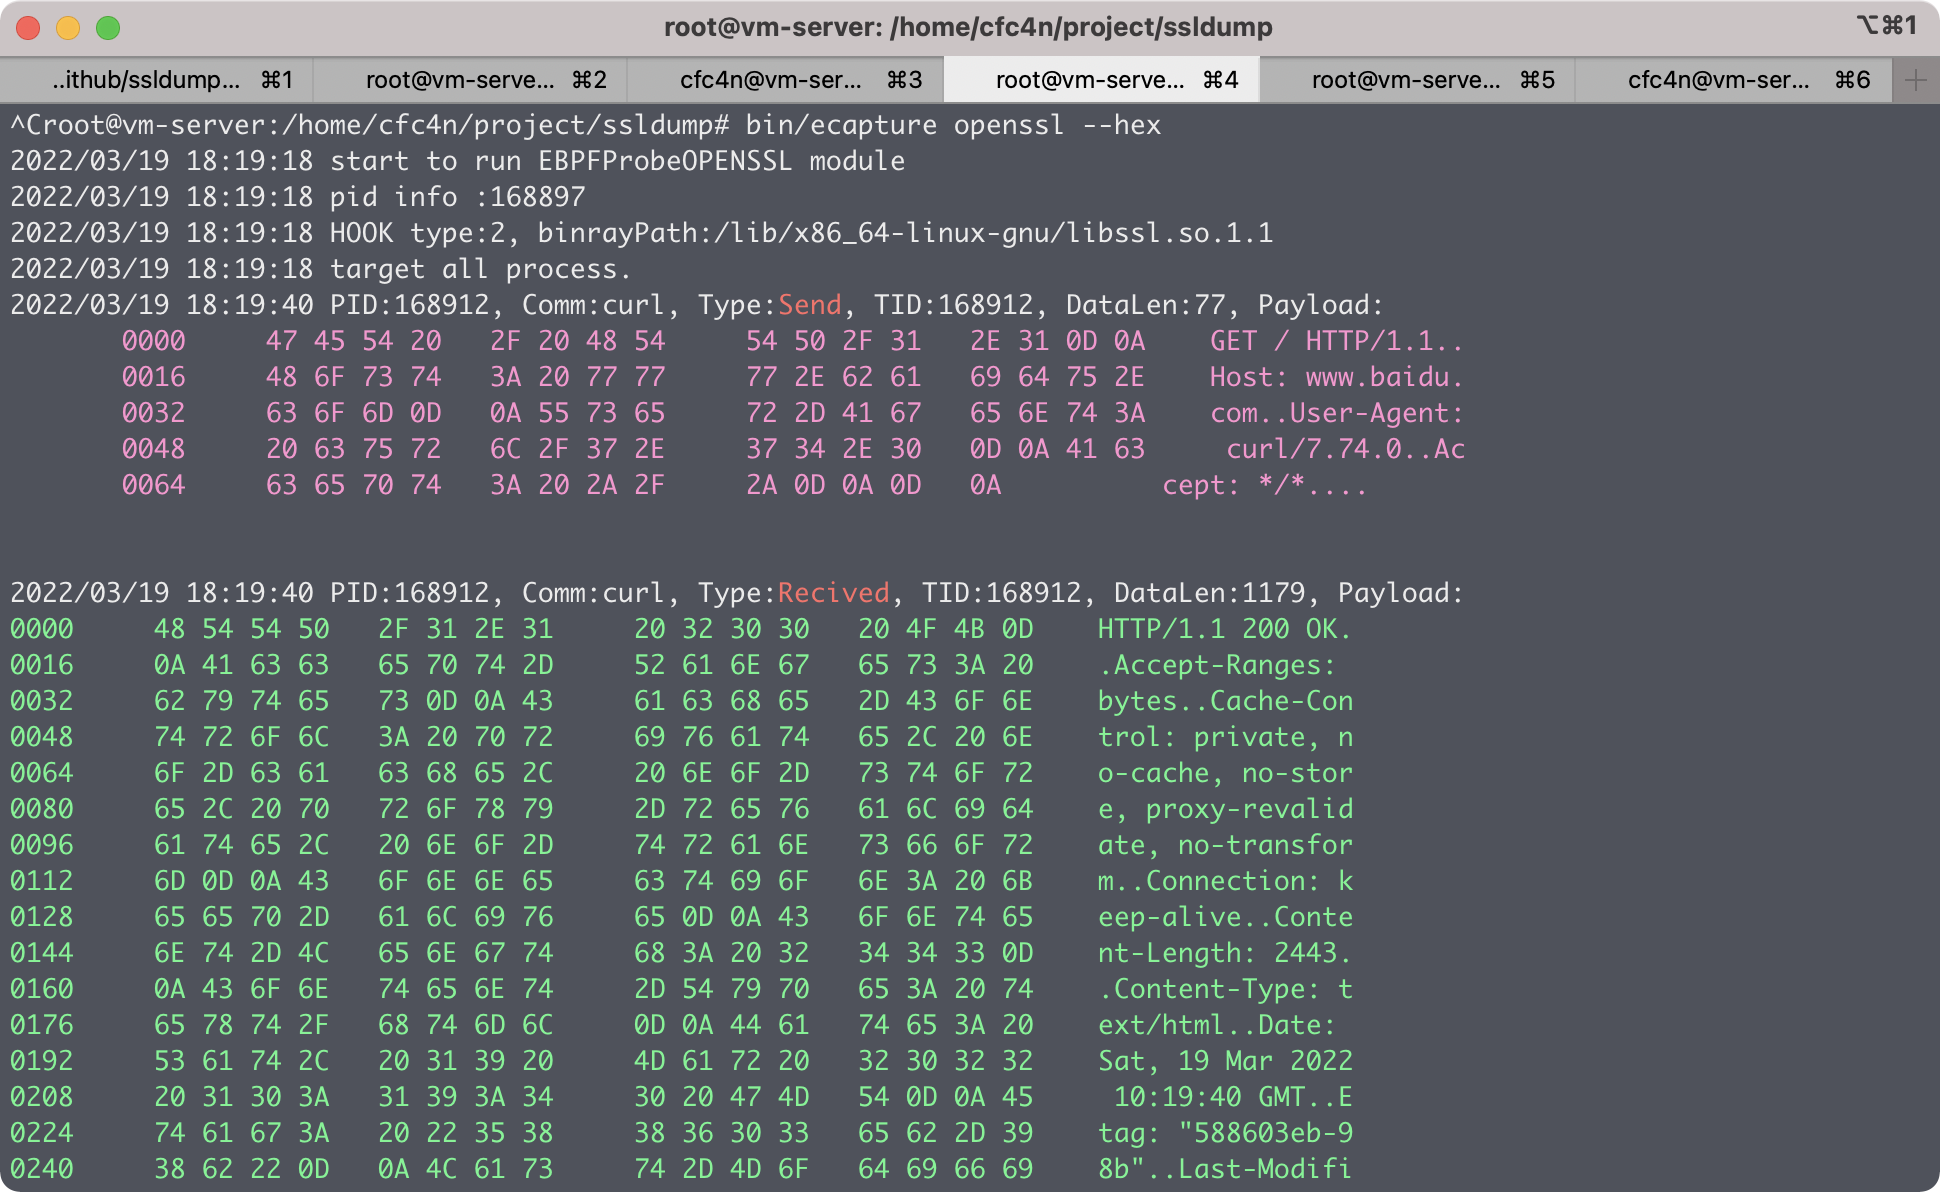 root@vm-server: /home/cfc4n/project/ssldump ⌥⌘1
..ithub/ssldump... ⌘1 root@vm-serve... ⌘2 cfc4n@vm-ser... ⌘3 root@vm-serve... ⌘4 root@vm-serve... ⌘5 cfc4n@vm-ser... ⌘6 +
^Croot@vm-server:/home/cfc4n/project/ssldump# bin/ecapture openssl --hex
2022/03/19 18:19:18 start to run EBPFProbeOPENSSL module
2022/03/19 18:19:18 pid info :168897
2022/03/19 18:19:18 HOOK type:2, binrayPath:/lib/x86_64-linux-gnu/libssl.so.1.1
2022/03/19 18:19:18 target all process.
2022/03/19 18:19:40 PID:168912, Comm:curl, Type:Send, TID:168912, DataLen:77, Payload:
0000 47 45 54 20 2F 20 48 54 54 50 2F 31 2E 31 0D 0A GET / HTTP/1.1..
0016 48 6F 73 74 3A 20 77 77 77 2E 62 61 69 64 75 2E Host: www.baidu.
0032 63 6F 6D 0D 0A 55 73 65 72 2D 41 67 65 6E 74 3A com..User-Agent:
0048 20 63 75 72 6C 2F 37 2E 37 34 2E 30 0D 0A 41 63 curl/7.74.0..Ac
0064 63 65 70 74 3A 20 2A 2F 2A 0D 0A 0D 0A cept: */*....
2022/03/19 18:19:40 PID:168912, Comm:curl, Type:Recived, TID:168912, DataLen:1179, Payload:
0000 48 54 54 50 2F 31 2E 31 20 32 30 30 20 4F 4B 0D HTTP/1.1 200 OK.
0016 0A 41 63 63 65 70 74 2D 52 61 6E 67 65 73 3A 20 .Accept-Ranges:
0032 62 79 74 65 73 0D 0A 43 61 63 68 65 2D 43 6F 6E bytes..Cache-Con
0048 74 72 6F 6C 3A 20 70 72 69 76 61 74 65 2C 20 6E trol: private, n
0064 6F 2D 63 61 63 68 65 2C 20 6E 6F 2D 73 74 6F 72 o-cache, no-stor
0080 65 2C 20 70 72 6F 78 79 2D 72 65 76 61 6C 69 64 e, proxy-revalid
0096 61 74 65 2C 20 6E 6F 2D 74 72 61 6E 73 66 6F 72 ate, no-transfor
0112 6D 0D 0A 43 6F 6E 6E 65 63 74 69 6F 6E 3A 20 6B m..Connection: k
0128 65 65 70 2D 61 6C 69 76 65 0D 0A 43 6F 6E 74 65 eep-alive..Conte
0144 6E 74 2D 4C 65 6E 67 74 68 3A 20 32 34 34 33 0D nt-Length: 2443.
0160 0A 43 6F 6E 74 65 6E 74 2D 54 79 70 65 3A 20 74 .Content-Type: t
0176 65 78 74 2F 68 74 6D 6C 0D 0A 44 61 74 65 3A 20 ext/html..Date:
0192 53 61 74 2C 20 31 39 20 4D 61 72 20 32 30 32 32 Sat, 19 Mar 2022
0208 20 31 30 3A 31 39 3A 34 30 20 47 4D 54 0D 0A 45 10:19:40 GMT..E
0224 74 61 67 3A 20 22 35 38 38 36 30 33 65 62 2D 39 tag: "588603eb-9
0240 38 62 22 0D 0A 4C 61 73 74 2D 4D 6F 64 69 66 69 8b"..Last-Modifi